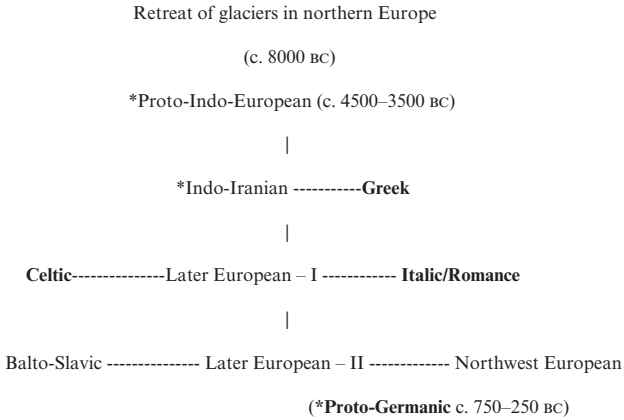 Retreat of glaciers in northern Europe
(c. 8000 BC)
*Proto-Indo-European (c. 4500–3500 BC)
|
*Indo-Iranian -----------Greek
|
Celtic---------------Later European – I ------------ Italic/Romance
|
Balto-Slavic --------------- Later European – II ------------- Northwest European
(*Proto-Germanic c. 750–250 BC)